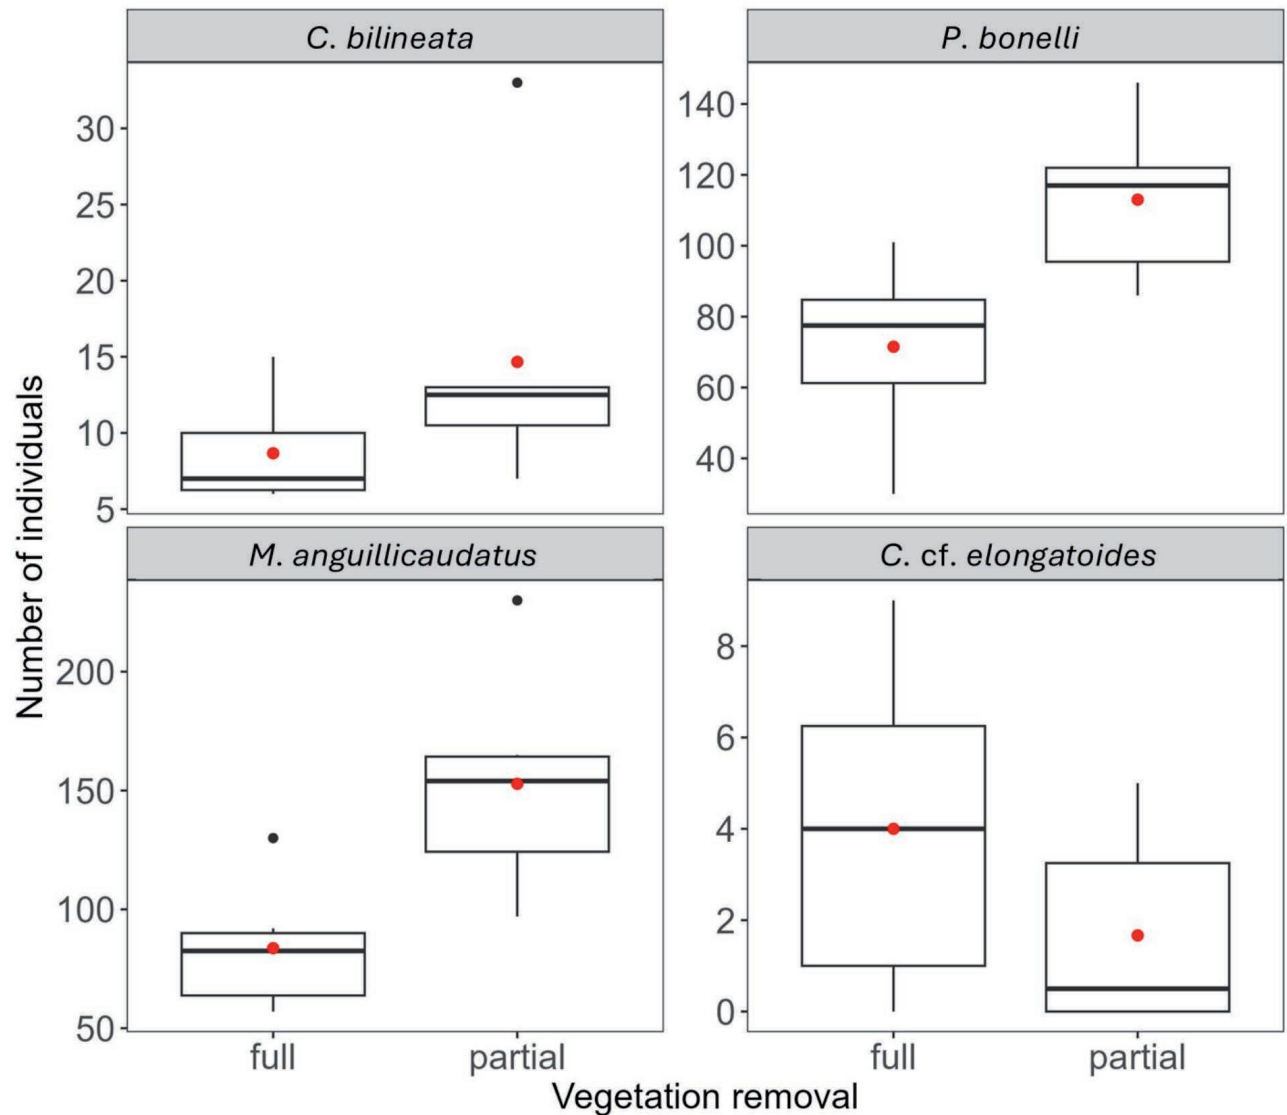 C. bilineata
P. bonelli
30
25
20
15
10
5
140
120
100
80
60
40
Number of individuals
M. anguillicaudatus
C. cf. elongatoides
200
150
100
50
8
6
4
2
0
full
partial
full
partial
Vegetation removal